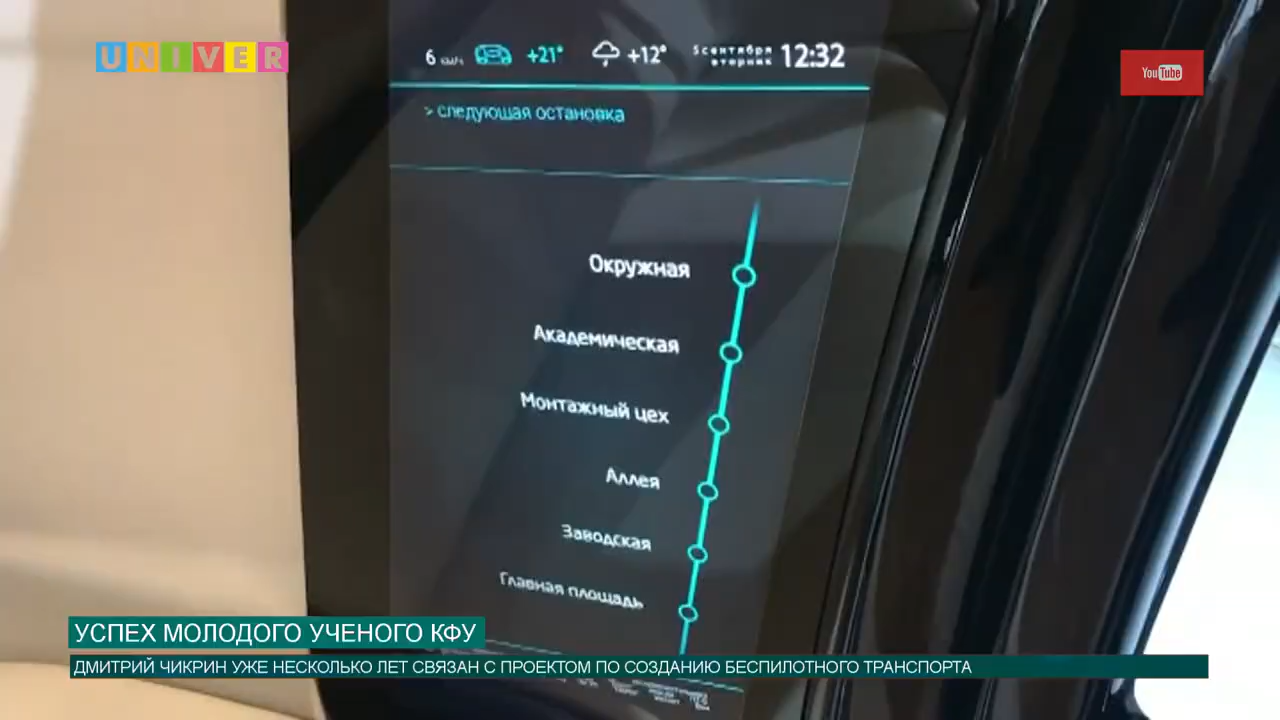 UNIVER
YouTube
6 км/ч +21° +12° 5 сентября вторник 12:32
> следующая остановка
Окружная
Академическая
Монтажный цех
Аллея
Заводская
Главная площадь
УСПЕХ МОЛОДОГО УЧЕНОГО КФУ
ДМИТРИЙ ЧИКРИН УЖЕ НЕСКОЛЬКО ЛЕТ СВЯЗАН С ПРОЕКТОМ ПО СОЗДАНИЮ БЕСПИЛОТНОГО ТРАНСПОРТА